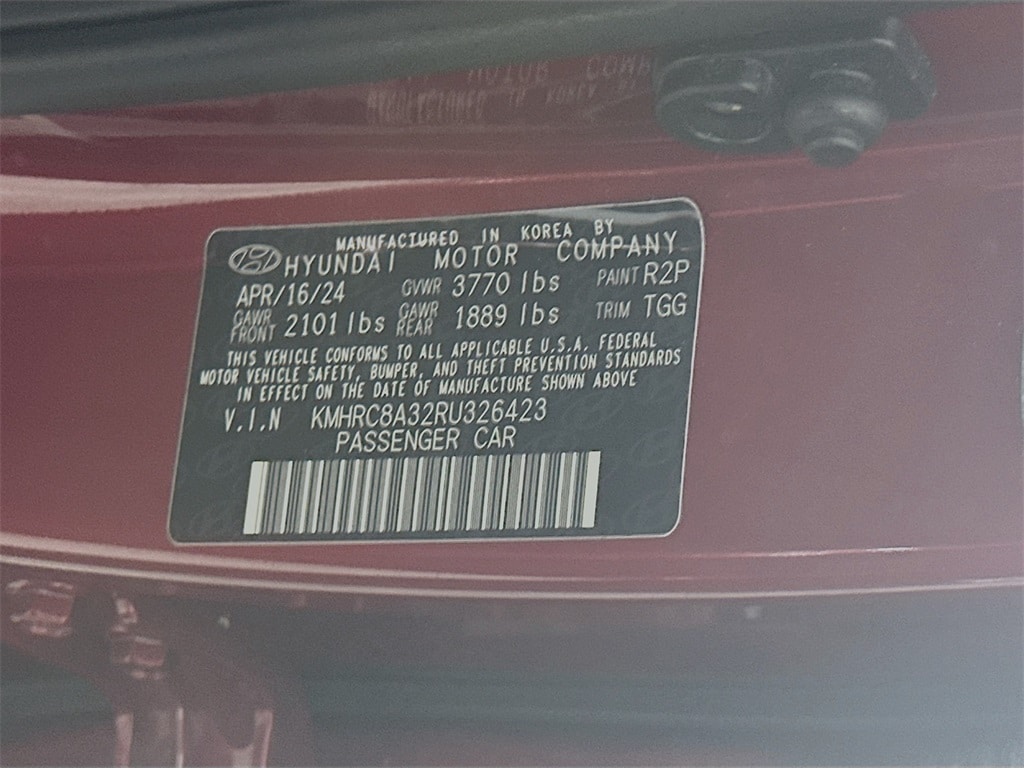 MANUFACTURED IN KOREA BY
HYUNDAI MOTOR COMPANY
APR/16/24 GVWR 3770 lbs PAINT R2P
GAWR FRONT 2101 lbs GAWR REAR 1889 lbs TRIM TGG
THIS VEHICLE CONFORMS TO ALL APPLICABLE U.S.A. FEDERAL
MOTOR VEHICLE SAFETY, BUMPER, AND THEFT PREVENTION STANDARDS
IN EFFECT ON THE DATE OF MANUFACTURE SHOWN ABOVE
V.I.N KMHRC8A32RU326423
PASSENGER CAR